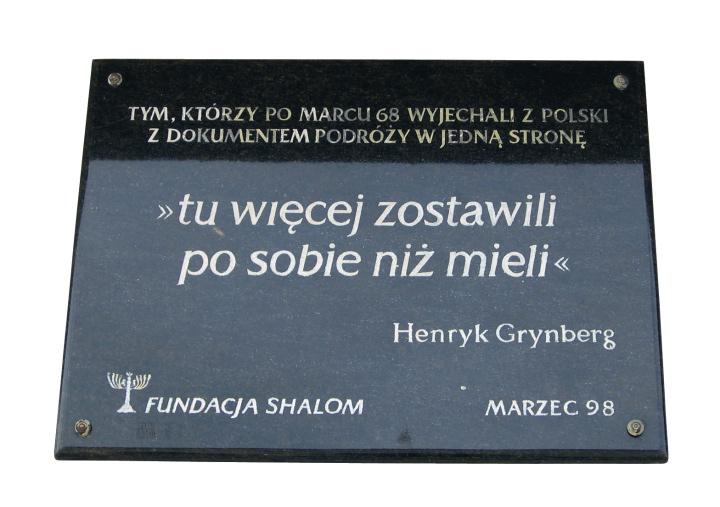 TYM, KTÓRZY PO MARCU 68 WYJECHALI Z POLSKI
Z DOKUMENTEM PODRÓŻY W JEDNĄ STRONĘ
»tu więcej zostawili
po sobie niż mieli«
Henryk Grynberg
FUNDACJA SHALOM MARZEC 98